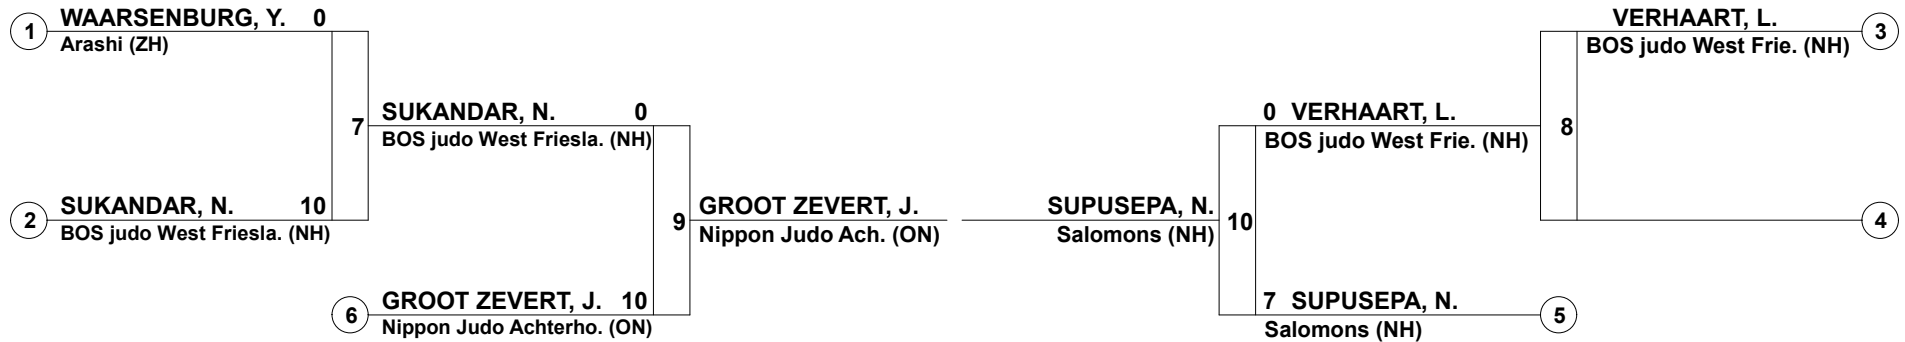 1
WAARSENBURG, Y. 0
Arashi (ZH)
7
SUKANDAR, N. 0
BOS judo West Friesla. (NH)
2
SUKANDAR, N. 10
BOS judo West Friesla. (NH)
9
GROOT ZEVERT, J.
Nippon Judo Ach. (ON)
6
GROOT ZEVERT, J. 10
Nippon Judo Achterho. (ON)
VERHAART, L.
BOS judo West Frie. (NH)
3
0 VERHAART, L.
BOS judo West Frie. (NH)
8
SUPUSEPA, N.
Salomons (NH)
10
4
7 SUPUSEPA, N.
Salomons (NH)
5